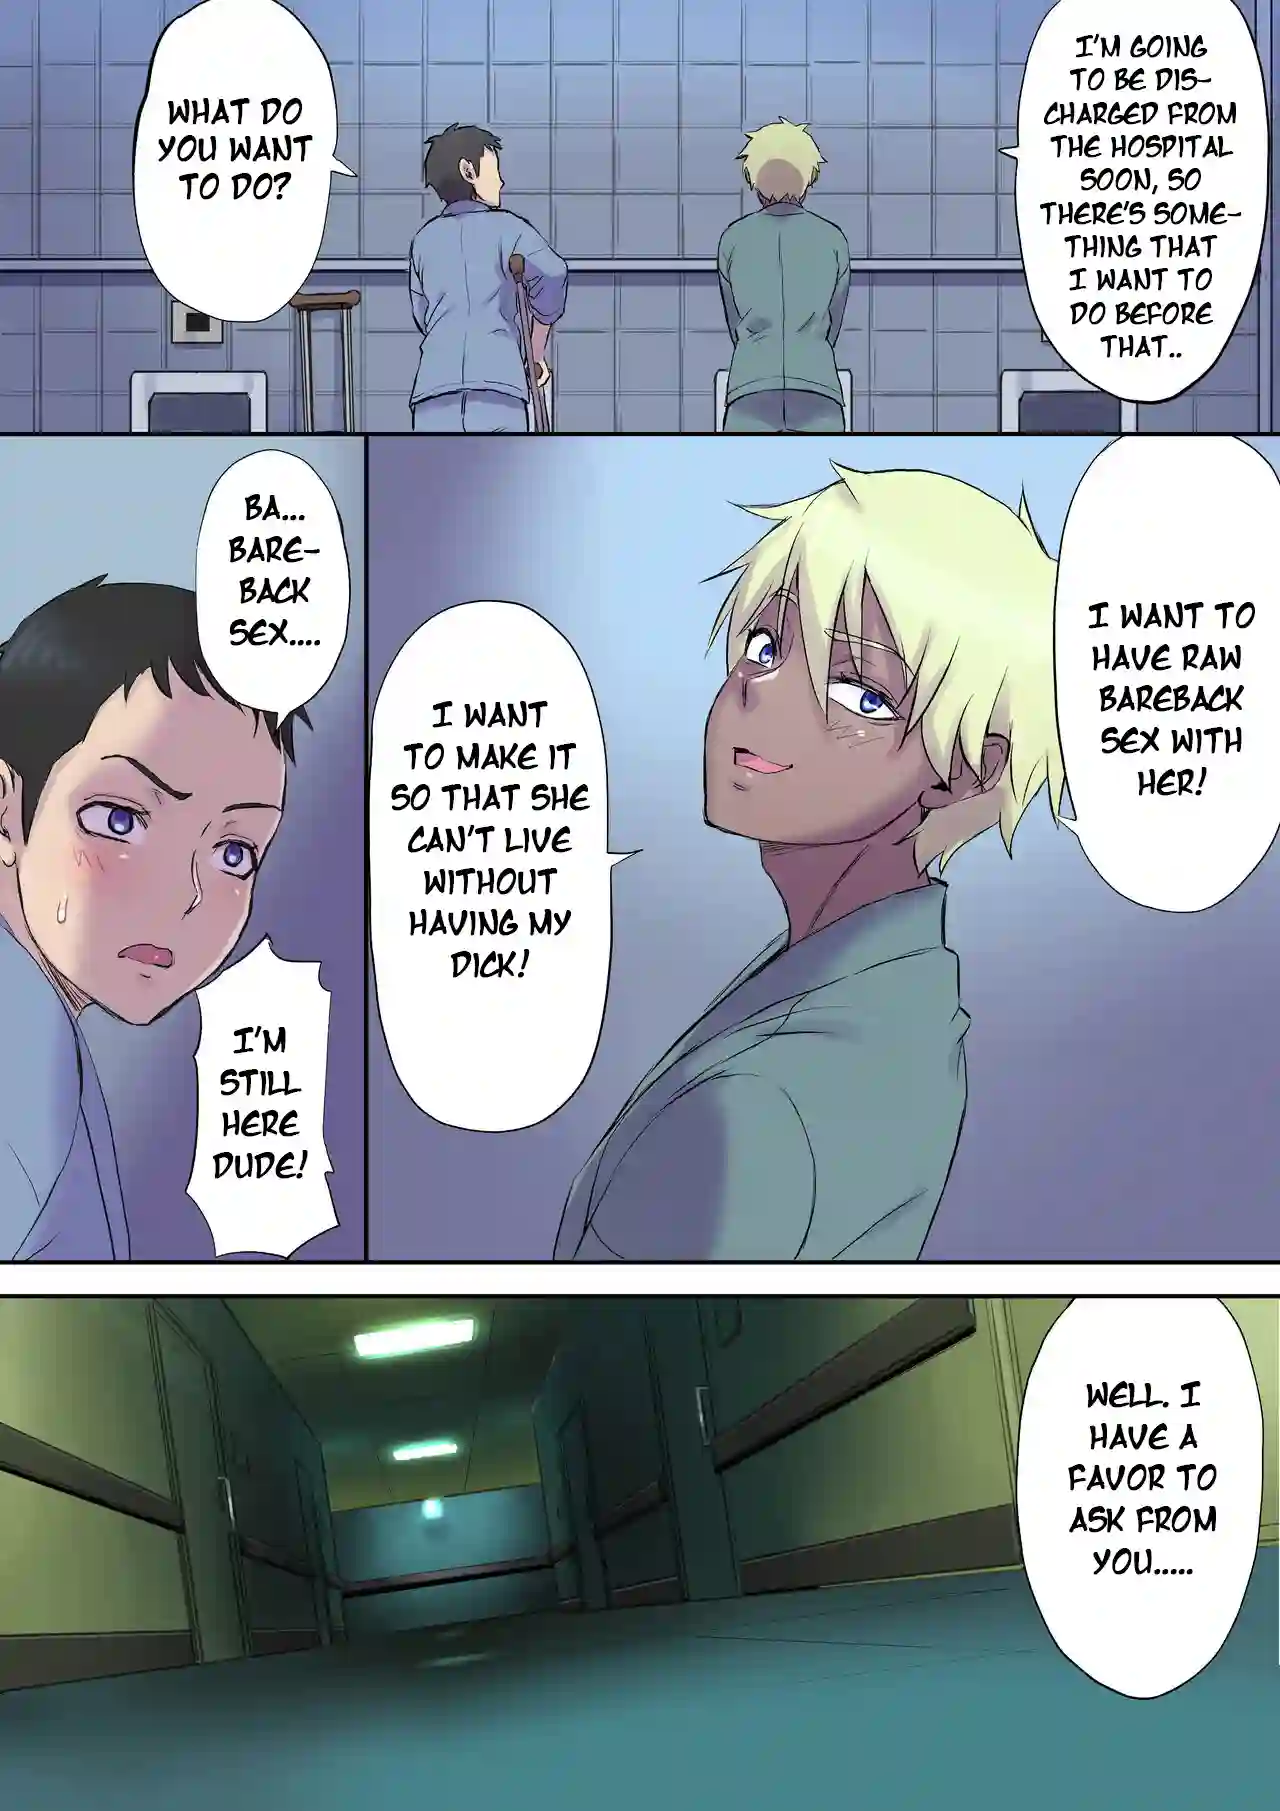 I'M GOING
TO BE DIS-
CHARGED FROM
THE HOSPITAL
SOON, SO
THERE'S SOME-
THING THAT
I WANT TO
DO BEFORE
THAT..
WHAT DO
YOU WANT
TO DO?
I WANT TO
HAVE RAW
BAREBACK
SEX WITH
HER!
I WANT
TO MAKE IT
SO THAT SHE
CAN'T LIVE
WITHOUT
HAVING MY
DICK!
BA...
BARE-
BACK
SEX....
I'M
STILL
HERE
DUDE!
WELL. I
HAVE A
FAVOR TO
ASK FROM
YOU.....